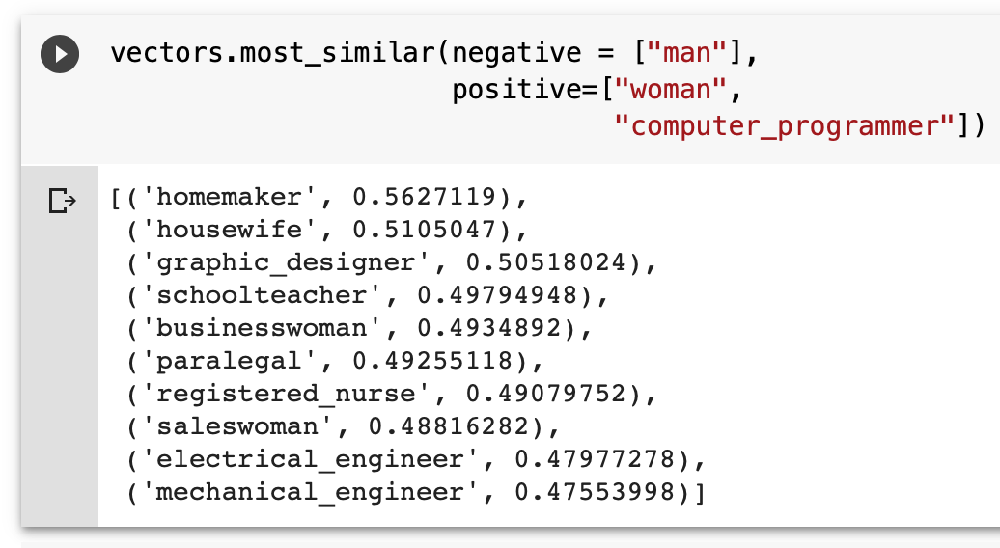 vectors.most_similar(negative = ["man"],
positive=["woman",
"computer_programmer"])
[('homemaker', 0.5627119),
('housewife', 0.5105047),
('graphic_designer', 0.50518024),
('schoolteacher', 0.49794948),
('businesswoman', 0.4934892),
('paralegal', 0.49255118),
('registered_nurse', 0.49079752),
('saleswoman', 0.48816282),
('electrical_engineer', 0.47977278),
('mechanical_engineer', 0.47553998)]